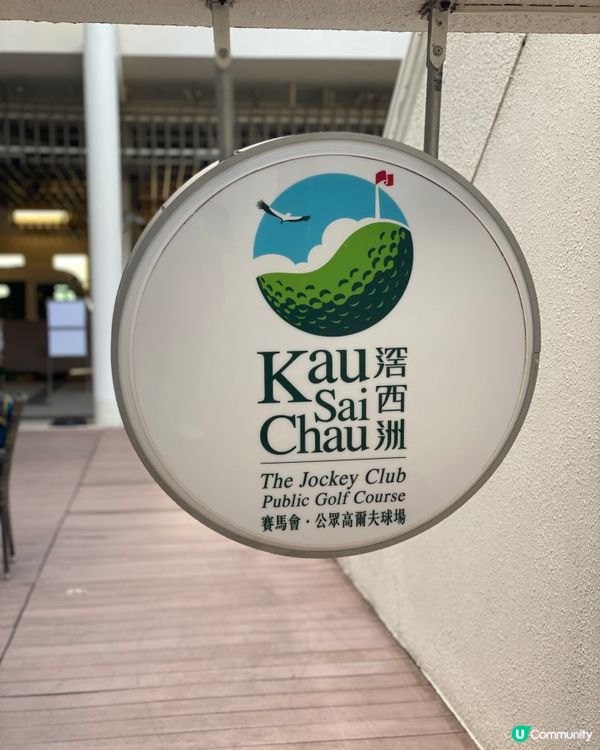 Kau
Sai
Chau
滘西洲
The Jockey Club
Public Golf Course
賽馬會·公眾高爾夫球場
U Community